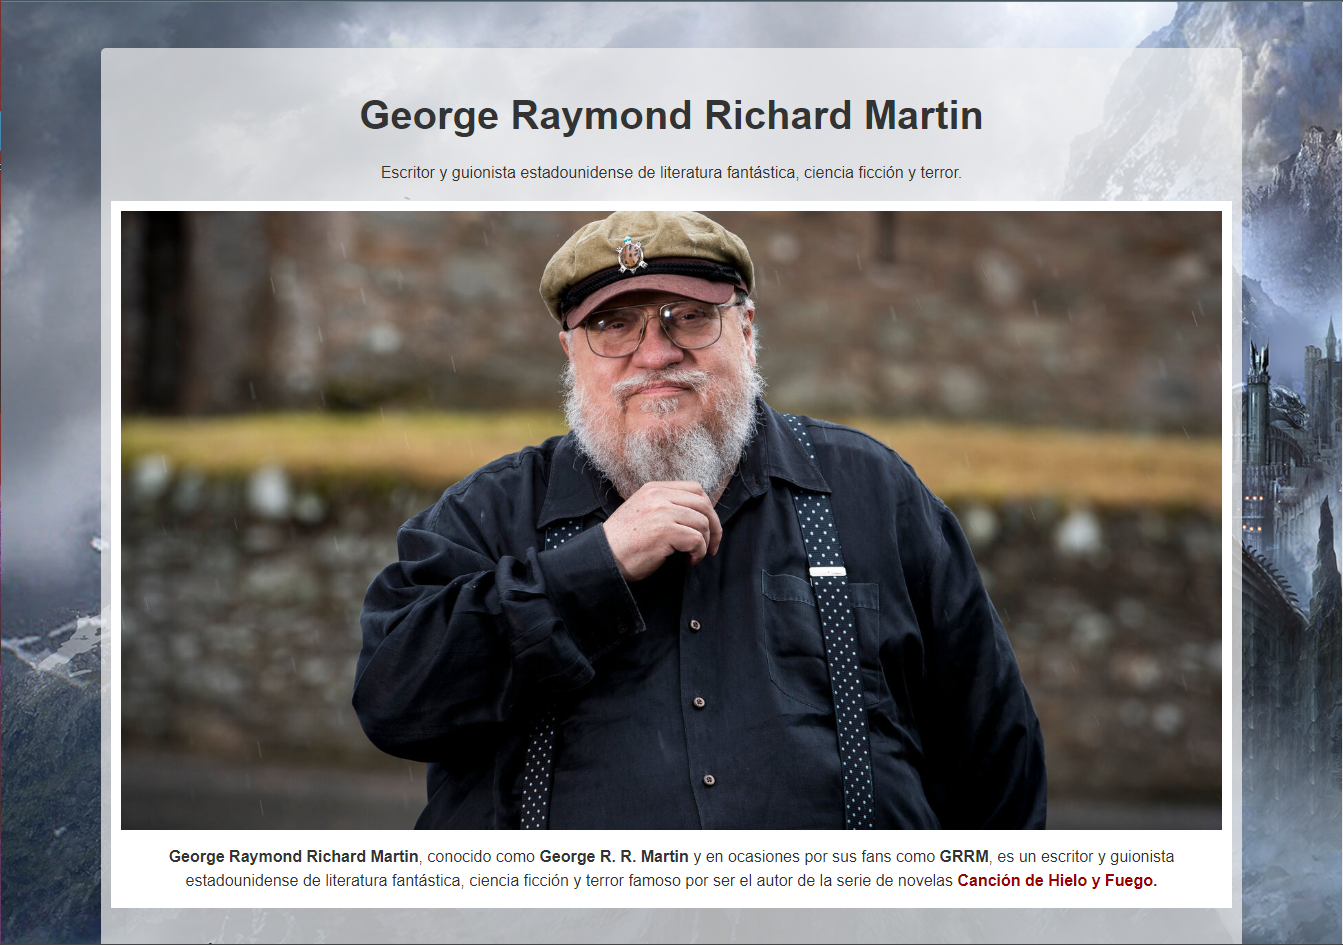 George Raymond Richard Martin
Escritor y guionista estadounidense de literatura fantástica, ciencia ficción y terror.
George Raymond Richard Martin, conocido como George R. R. Martin y en ocasiones por sus fans como GRRM, es un escritor y guionista
estadounidense de literatura fantástica, ciencia ficción y terror famoso por ser el autor de la serie de novelas Canción de Hielo y Fuego.